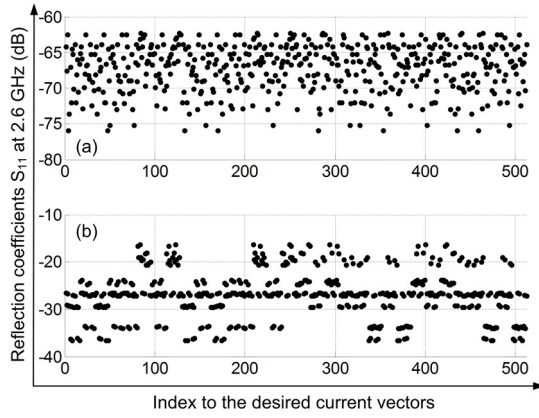 Reflection coefficients S11 at 2.6 GHz (dB)
-60
-65
-70
-75
-80
(a)
0 100 200 300 400 500
-10
-20
-30
-40
(b)
0 100 200 300 400 500
Index to the desired current vectors